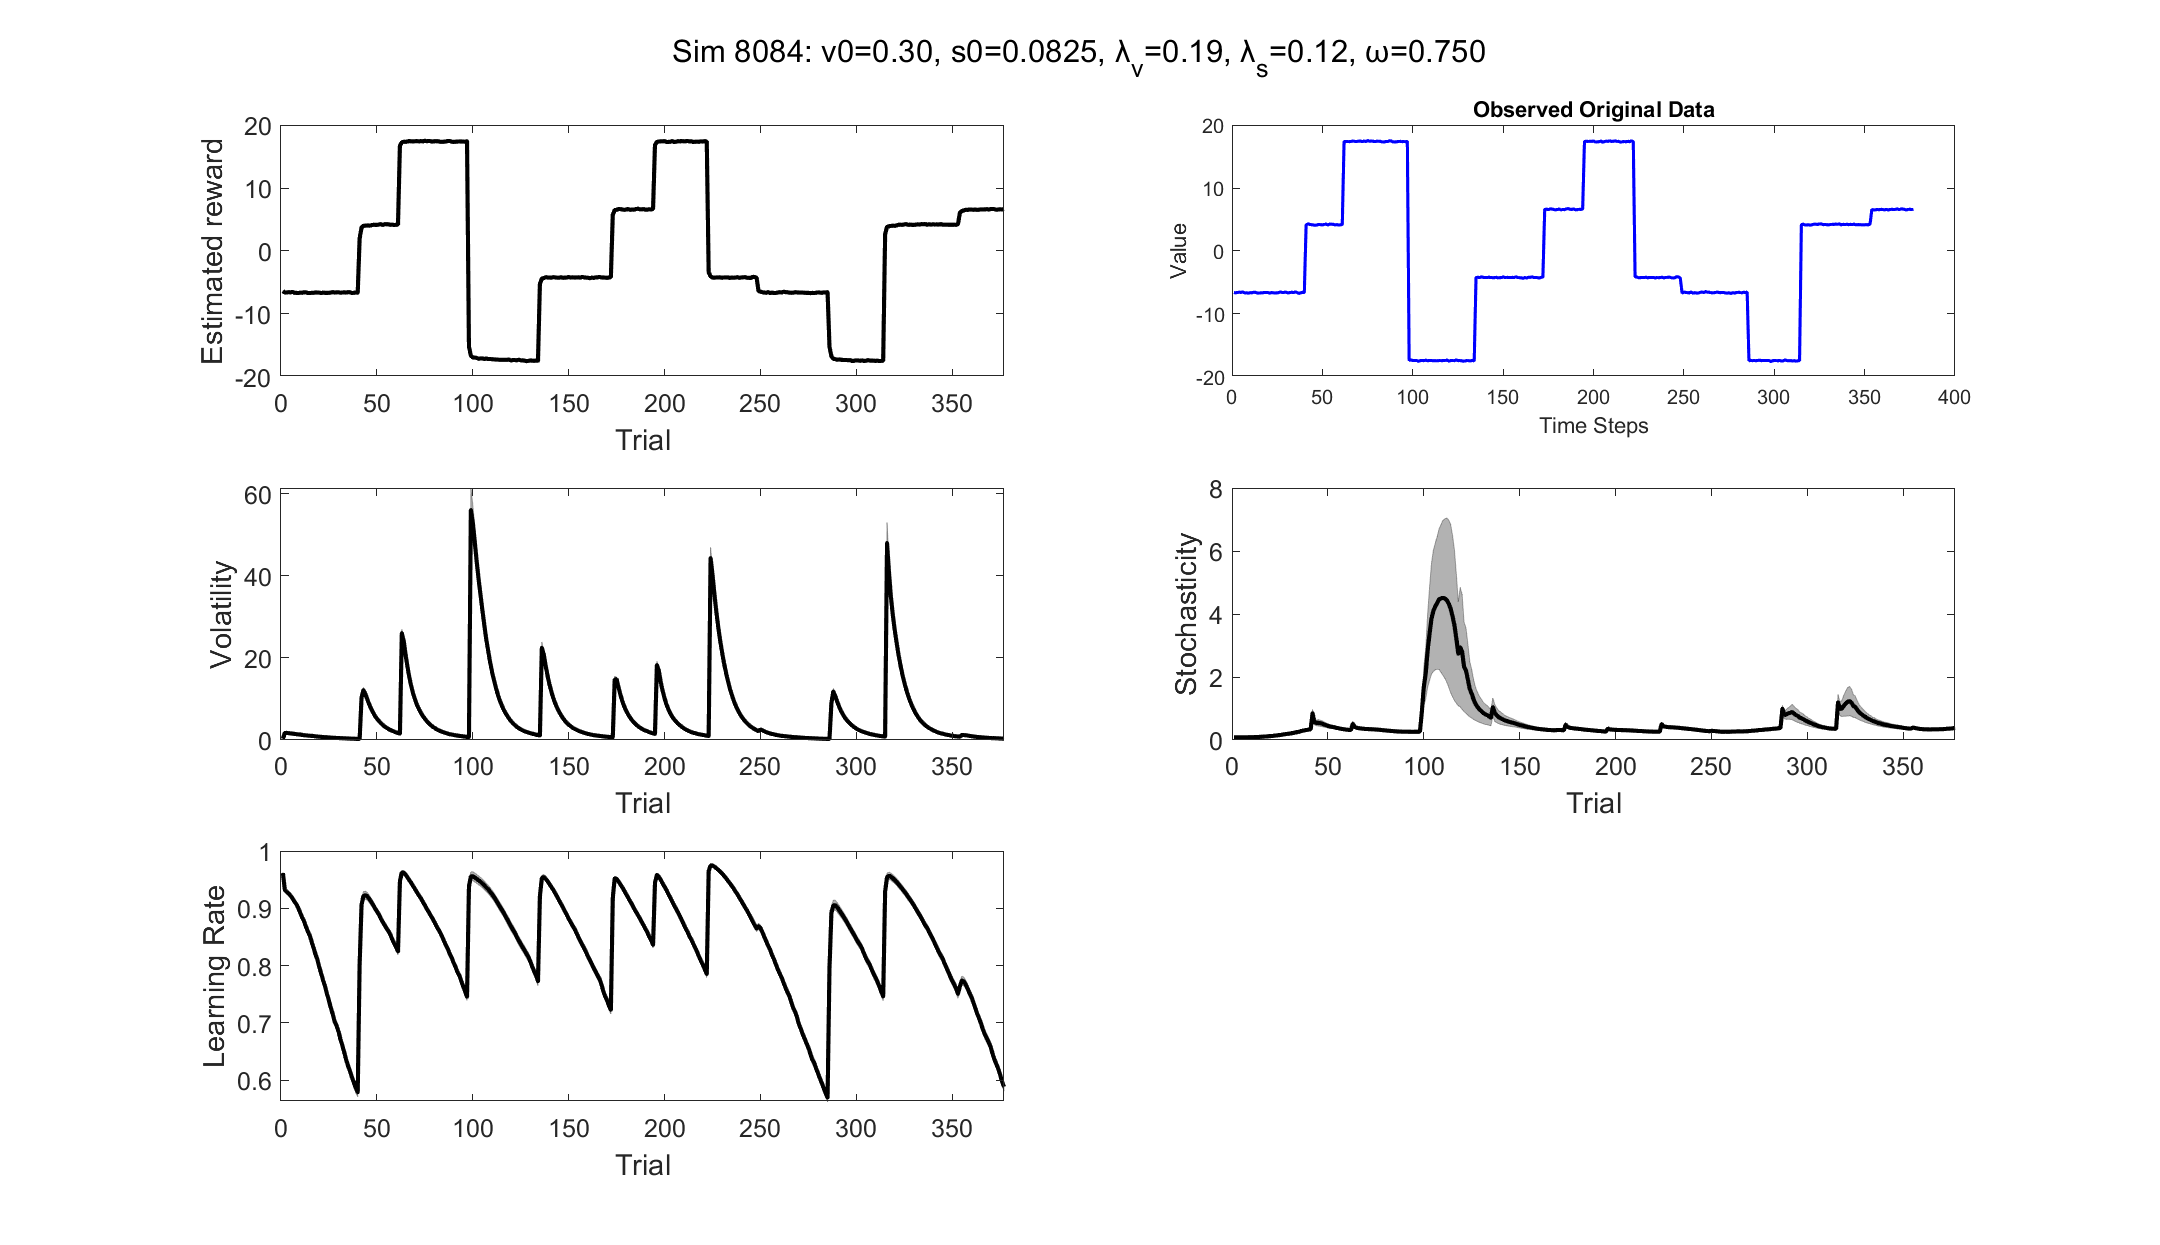 Sim 8084: v0=0.30, s0=0.0825, λ_v=0.19, λ_s=0.12, ω=0.750
Estimated reward
20
10
0
-10
-20
0 50 100 150 200 250 300 350
Trial
Observed Original Data
Value
20
10
0
-10
-20
0 50 100 150 200 250 300 350 400
Time Steps
Volatility
60
40
20
0
0 50 100 150 200 250 300 350
Trial
Stochasticity
8
6
4
2
0
0 50 100 150 200 250 300 350
Trial
Learning Rate
1
0.9
0.8
0.7
0.6
0 50 100 150 200 250 300 350
Trial